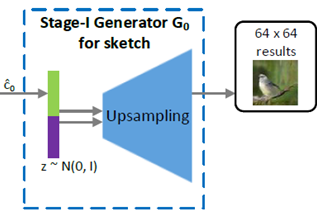 Stage-I Generator G₀
for sketch
64 x 64
results
ĉ₀
Upsampling
z ~ N(0, I)